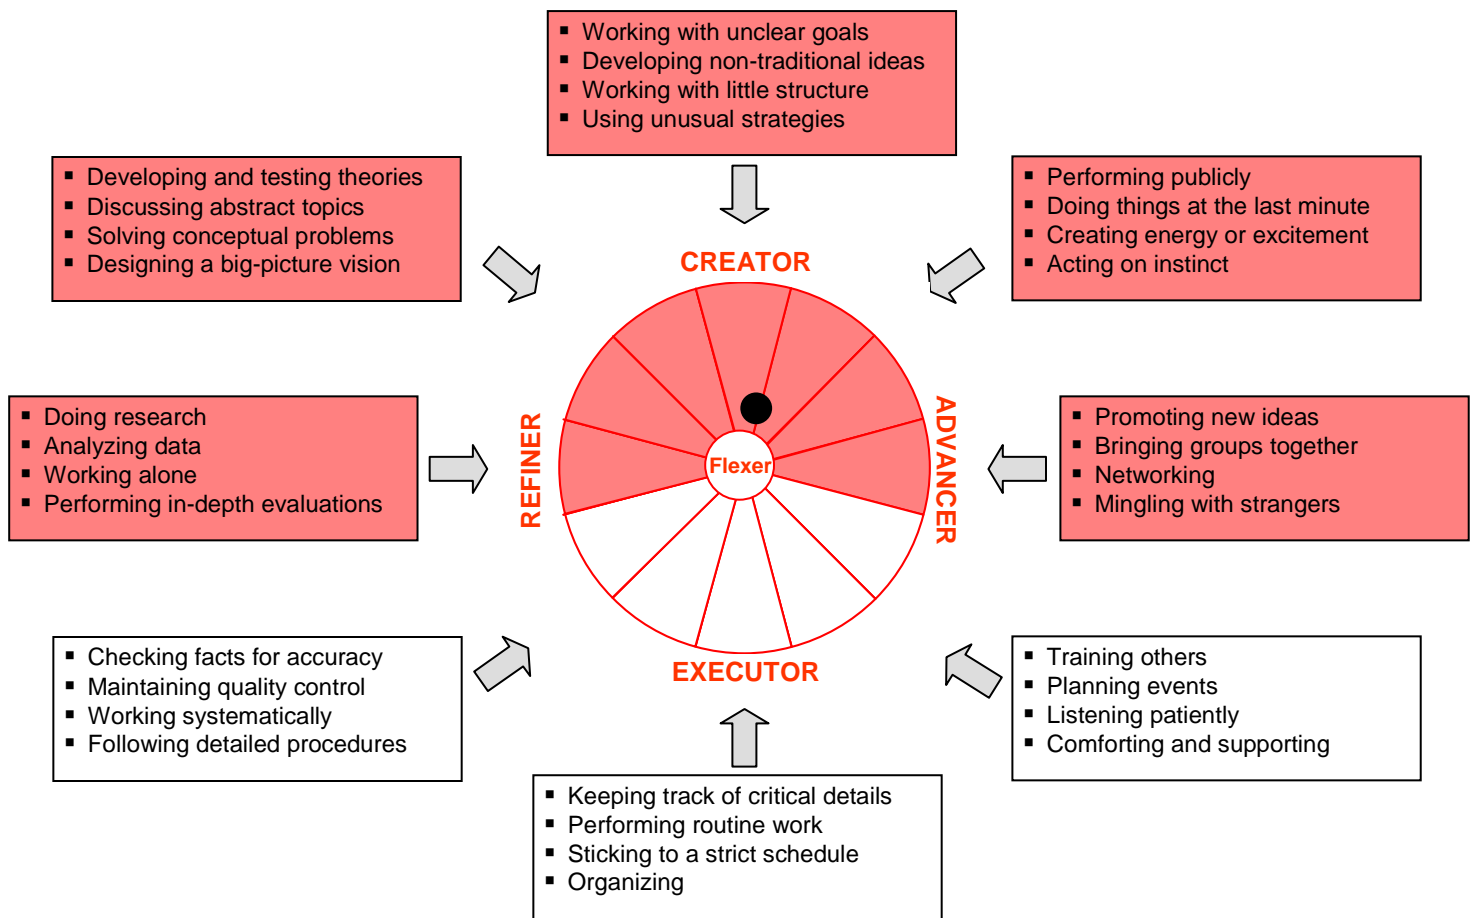 ▪ Working with unclear goals
▪ Developing non-traditional ideas
▪ Working with little structure
▪ Using unusual strategies
▪ Developing and testing theories
▪ Discussing abstract topics
▪ Solving conceptual problems
▪ Designing a big-picture vision
▪ Performing publicly
▪ Doing things at the last minute
▪ Creating energy or excitement
▪ Acting on instinct
CREATOR
▪ Doing research
▪ Analyzing data
▪ Working alone
▪ Performing in-depth evaluations
REFINER
Flexer
ADVANCER
▪ Promoting new ideas
▪ Bringing groups together
▪ Networking
▪ Mingling with strangers
EXECUTOR
▪ Checking facts for accuracy
▪ Maintaining quality control
▪ Working systematically
▪ Following detailed procedures
▪ Training others
▪ Planning events
▪ Listening patiently
▪ Comforting and supporting
▪ Keeping track of critical details
▪ Performing routine work
▪ Sticking to a strict schedule
▪ Organizing